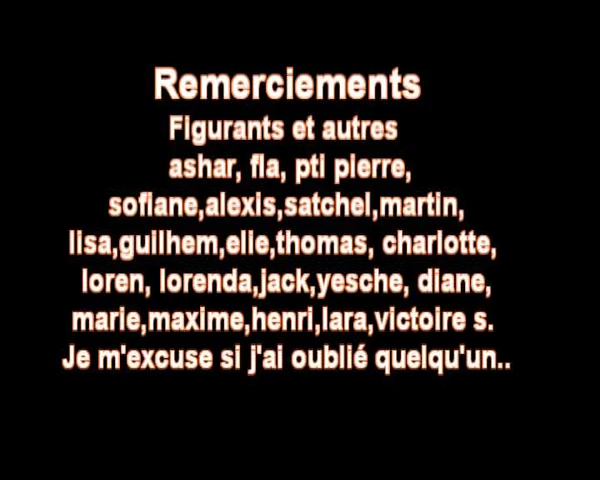 Remerciements
Figurants et autres
ashar, fla, pti pierre,
sofiane,alexis,satchel,martin,
lisa,guilhem,elie,thomas, charlotte,
loren, lorenda,jack,yesche, diane,
marie,maxime,henri,lara,victoire s.
Je m'excuse si j'ai oublié quelqu'un..